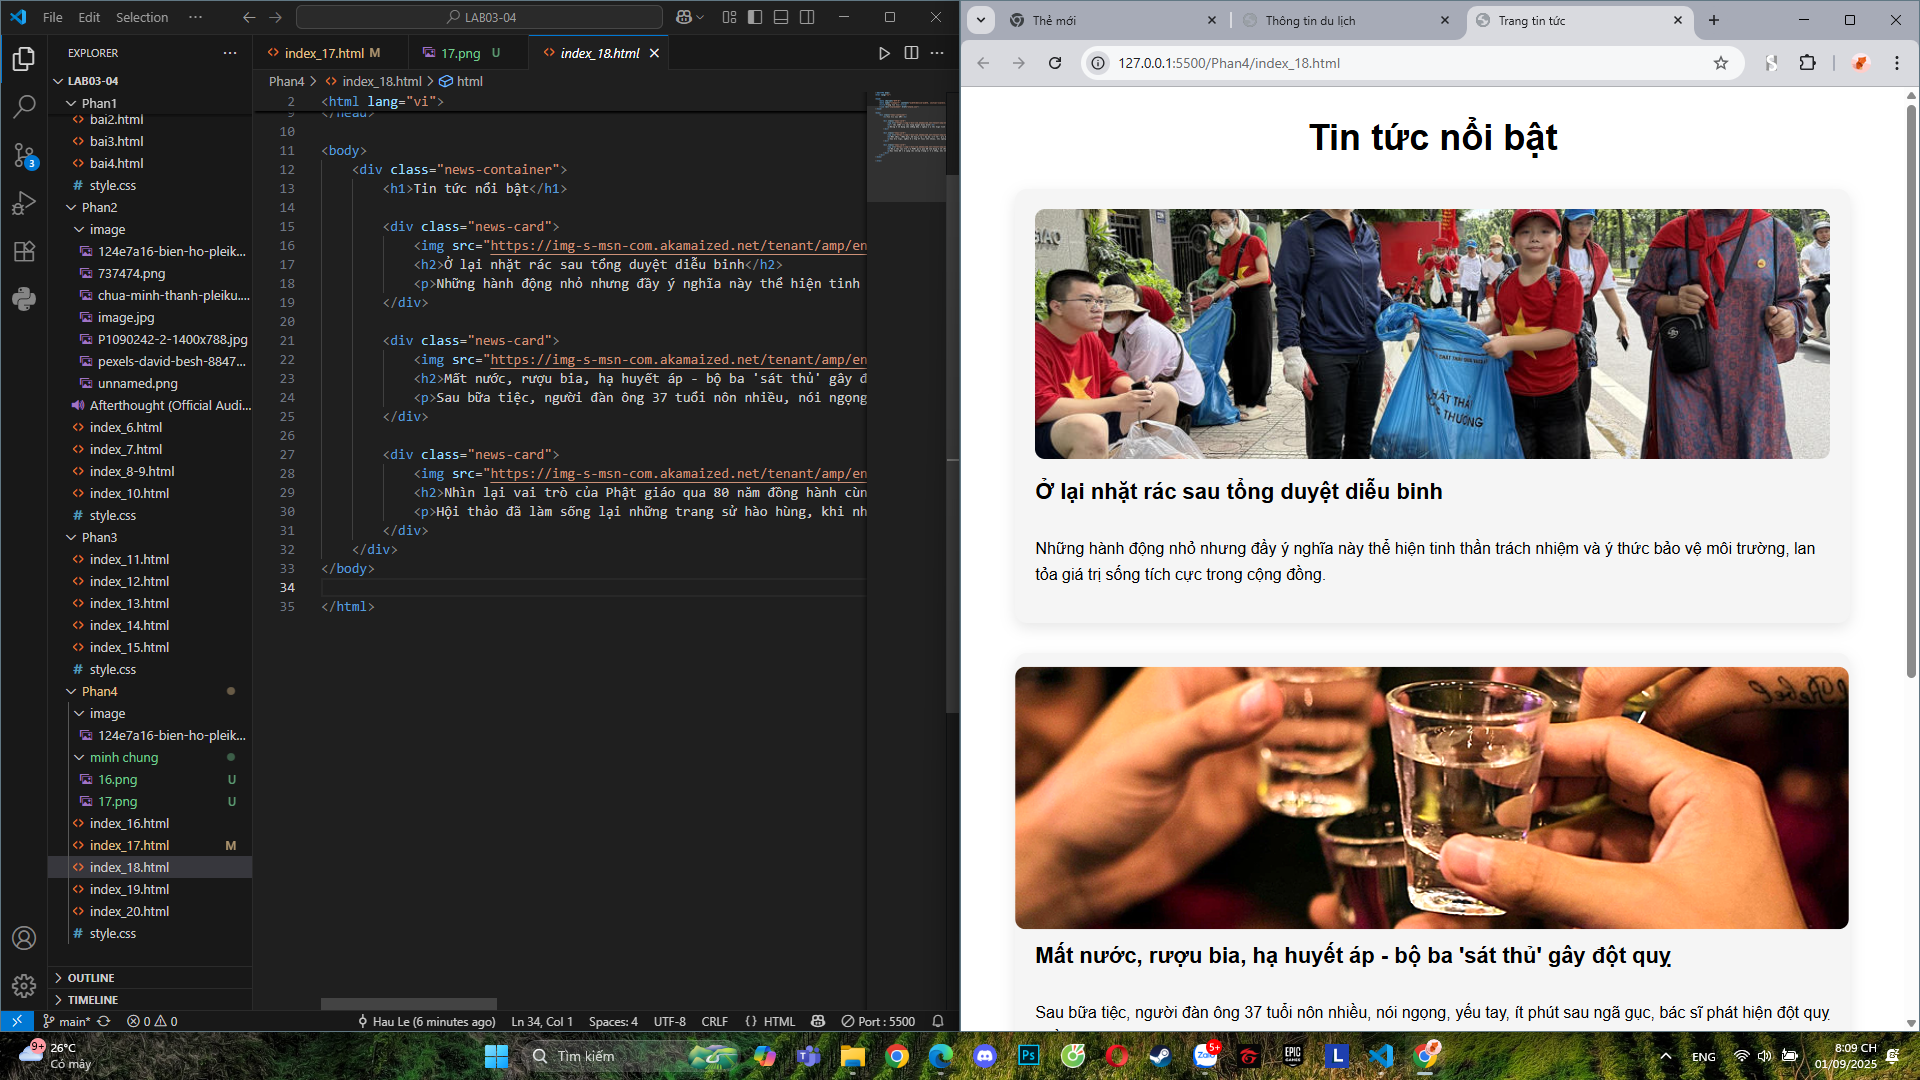 File Edit Selection ···
LAB03-04
EXPLORER
LAB03-04
Phan1
bai2.html
bai3.html
bai4.html
style.css
Phan2
image
124e7a16-bien-ho-pleik...
737474.png
chua-minh-thanh-pleiku....
image.jpg
P1090242-2-1400x788.jpg
pexels-david-besh-8847...
unnamed.png
Afterthought (Official Audi...
index_6.html
index_7.html
index_8-9.html
index_10.html
style.css
Phan3
index_11.html
index_12.html
index_13.html
index_14.html
index_15.html
style.css
Phan4
image
124e7a16-bien-ho-pleik...
minh chung
16.png U
17.png U
index_16.html
index_17.html M
index_18.html
index_19.html
index_20.html
style.css
OUTLINE
TIMELINE
3
index_17.html M
17.png U
index_18.html
Phan4 > index_18.html > html
2 <html lang="vi">
9 </head>
10
11 <body>
12 <div class="news-container">
13 <h1>Tin tức nổi bật</h1>
14
15 <div class="news-card">
16 <img src="https://img-s-msn-com.akamaized.net/tenant/amp/en
17 <h2>Ở lại nhặt rác sau tổng duyệt diễu binh</h2>
18 <p>Những hành động nhỏ nhưng đầy ý nghĩa này thể hiện tinh
19 </div>
20
21 <div class="news-card">
22 <img src="https://img-s-msn-com.akamaized.net/tenant/amp/en
23 <h2>Mất nước, rượu bia, hạ huyết áp - bộ ba 'sát thủ' gây đ
24 <p>Sau bữa tiệc, người đàn ông 37 tuổi nôn nhiều, nói ngọng
25 </div>
26
27 <div class="news-card">
28 <img src="https://img-s-msn-com.akamaized.net/tenant/amp/en
29 <h2>Nhìn lại vai trò của Phật giáo qua 80 năm đồng hành cùn
30 <p>Hội thảo đã làm sống lại những trang sử hào hùng, khi nh
31 </div>
32 </div>
33 </body>
34
35 </html>
main* 0 0 Hau Le (6 minutes ago) Ln 34, Col 1 Spaces: 4 UTF-8 CRLF {} HTML Port : 5500
Thẻ mới
Thông tin du lịch
Trang tin tức
127.0.0.1:5500/Phan4/index_18.html
Tin tức nổi bật
CHẤT THẢI
THƯỜNG
Ở lại nhặt rác sau tổng duyệt diễu binh
Những hành động nhỏ nhưng đầy ý nghĩa này thể hiện tinh thần trách nhiệm và ý thức bảo vệ môi trường, lan
tỏa giá trị sống tích cực trong cộng đồng.
Mất nước, rượu bia, hạ huyết áp - bộ ba 'sát thủ' gây đột quỵ
Sau bữa tiệc, người đàn ông 37 tuổi nôn nhiều, nói ngọng, yếu tay, ít phút sau ngã gục, bác sĩ phát hiện đột quỵ
9+
26°C
Có mây
Tìm kiếm
Ps
Zalo
5+
EPIC
GAMES
L
ENG
8:09 CH
01/09/2025